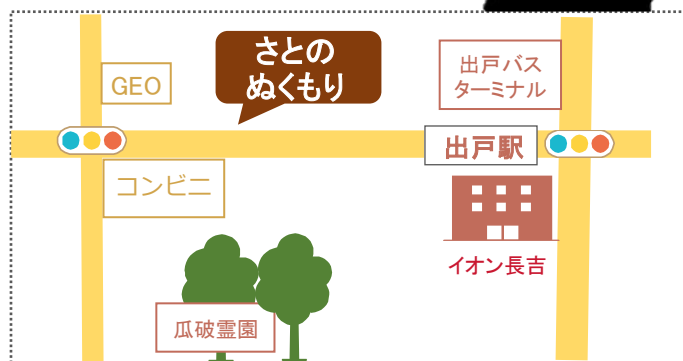 さとの
ぬくもり
出戸バス
ターミナル
GEO
出戸駅
コンビニ
イオン長吉
瓜破霊園